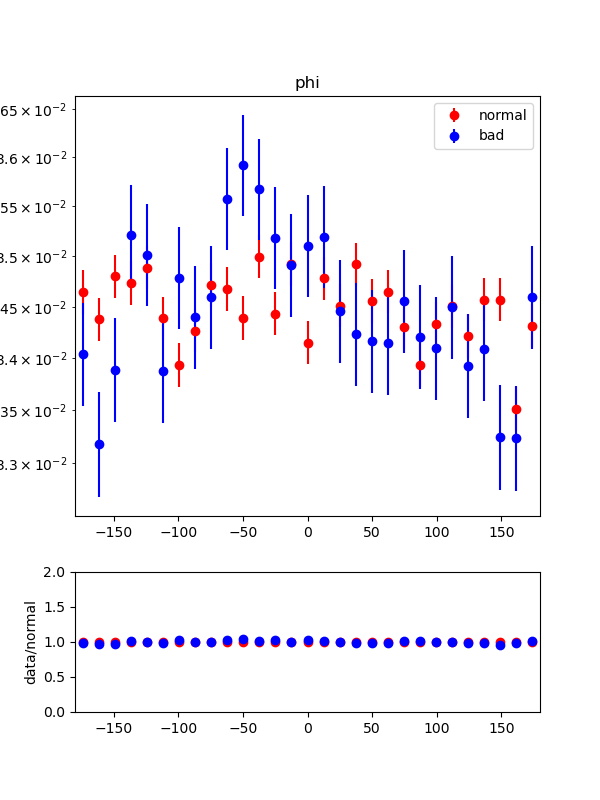 phi
65 × 10⁻²
3.6 × 10⁻²
55 × 10⁻²
3.5 × 10⁻²
45 × 10⁻²
3.4 × 10⁻²
35 × 10⁻²
3.3 × 10⁻²
normal
bad
−150 −100 −50 0 50 100 150
data/normal
2.0
1.5
1.0
0.5
0.0
−150 −100 −50 0 50 100 150